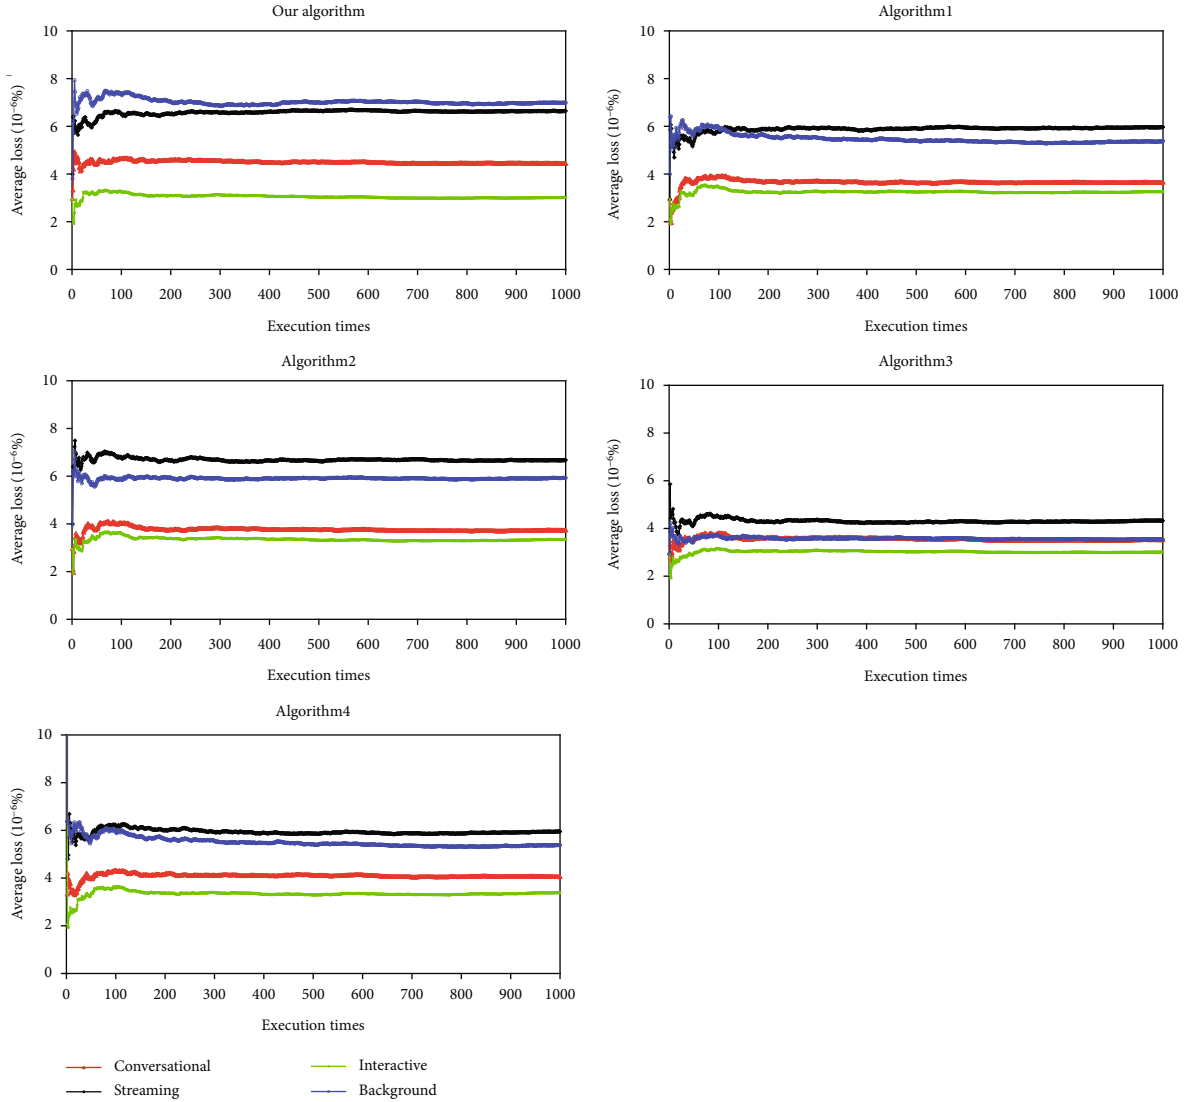 Our algorithm
Average loss (10⁻⁶%)
10
8
6
4
2
0
0 100 200 300 400 500 600 700 800 900 1000
Execution times
Algorithm1
Average loss (10⁻⁶%)
10
8
6
4
2
0
0 100 200 300 400 500 600 700 800 900 1000
Execution times
Algorithm2
Average loss (10⁻⁶%)
10
8
6
4
2
0
0 100 200 300 400 500 600 700 800 900 1000
Execution times
Algorithm3
Average loss (10⁻⁶%)
10
8
6
4
2
0
0 100 200 300 400 500 600 700 800 900 1000
Execution times
Algorithm4
Average loss (10⁻⁶%)
10
8
6
4
2
0
0 100 200 300 400 500 600 700 800 900 1000
Execution times
Conversational
Streaming
Interactive
Background